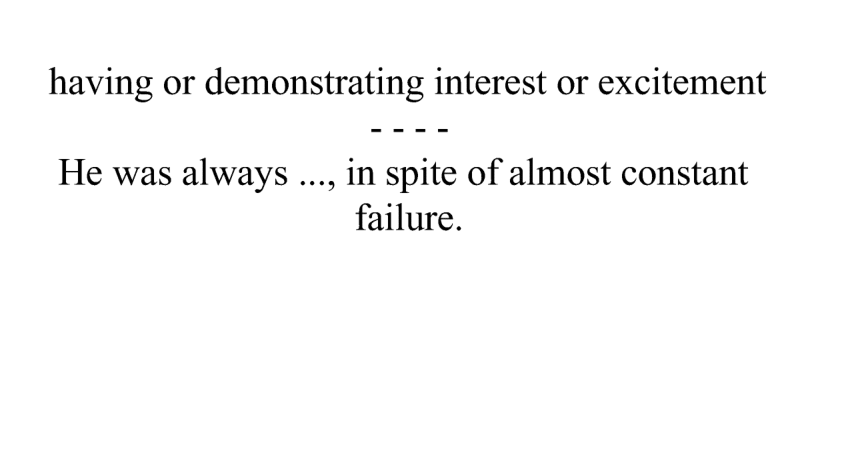 having or demonstrating interest or excitement
- - - -
He was always ..., in spite of almost constant
failure.